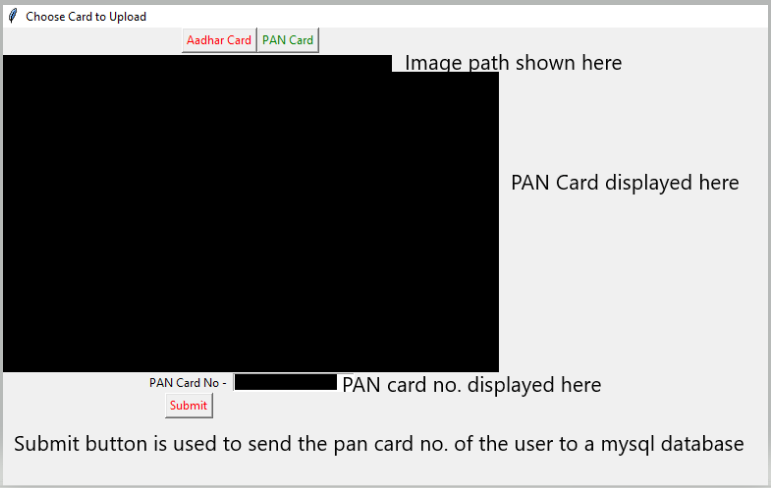 Choose Card to Upload
Aadhar Card PAN Card
Image path shown here
PAN Card displayed here
PAN Card No - PAN card no. displayed here
Submit
Submit button is used to send the pan card no. of the user to a mysql database